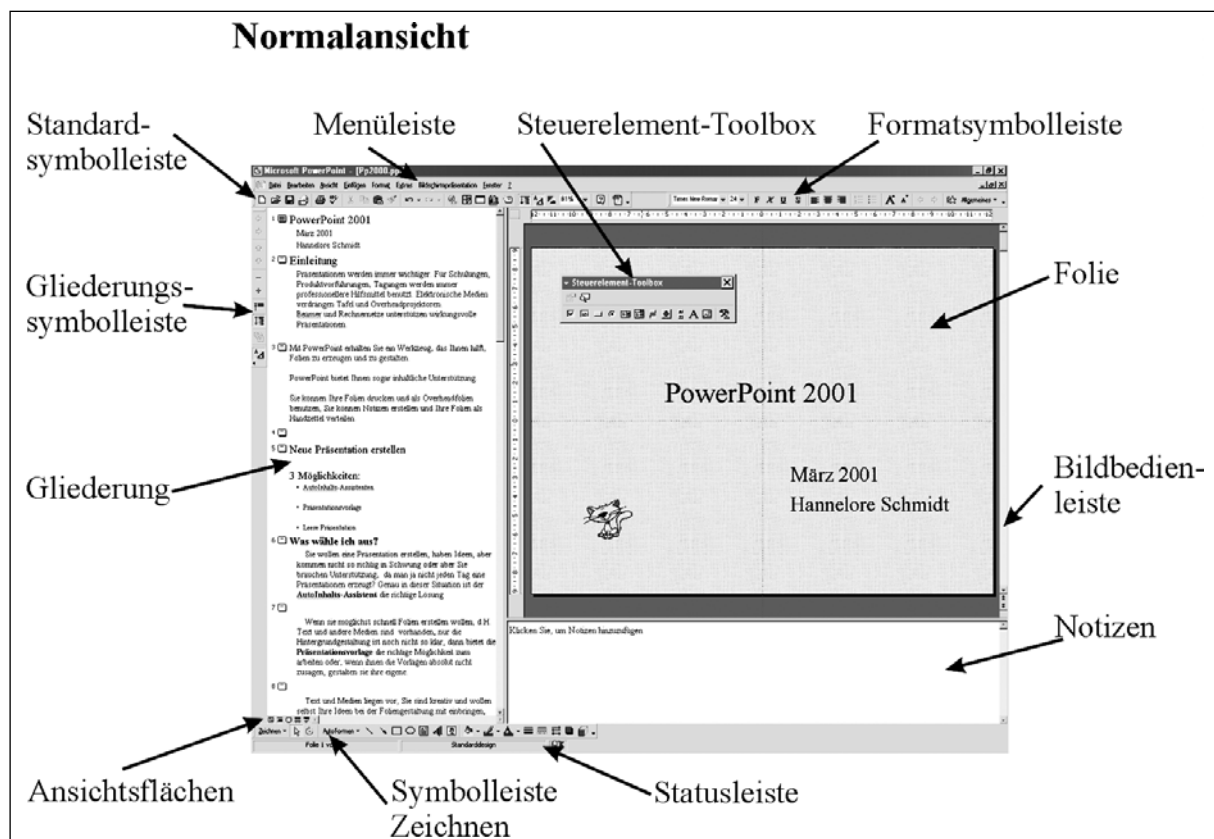 Normalansicht
Standard-
symbolleiste
Menüleiste
Steuerelement-Toolbox
Formatsymbolleiste
Microsoft PowerPoint - [Pp2000.pp
Datei Bearbeiten Ansicht Einfügen Format Extras Bildschirmpräsentation Fenster ?
81%
Times New Roman 24 F K U S Allgemeines
1 PowerPoint 2001
März 2001
Hannelore Schmidt
2 Einleitung
Präsentationen werden immer wichtiger. Für Schulungen,
Produktvorführungen, Tagungen werden immer
professionellere Hilfsmittel benutzt. Elektronische Medien
verdrängen Tafel und Overheadprojektoren.
Beamer und Rechnernetze unterstützen wirkungsvolle
Präsentationen.
3 Mit PowerPoint erhalten Sie ein Werkzeug, das Ihnen hilft,
Folien zu erzeugen und zu gestalten.
PowerPoint bietet Ihnen sogar inhaltliche Unterstützung.
Sie können Ihre Folien drucken und als Overheadfolien
benutzen, Sie können Notizen erstellen und Ihre Folien als
Handzettel verteilen.
4
5 Neue Präsentation erstellen
3 Möglichkeiten:
• AutoInhalts-Assistenten
• Präsentationsvorlage
• Leere Präsentation
6 Was wähle ich aus?
Sie wollen eine Präsentation erstellen, haben Ideen, aber
kommen nicht so richtig in Schwung oder aber Sie
brauchen Unterstützung, da man ja nicht jeden Tag eine
Präsentationen erzeugt? Genau in dieser Situation ist der
AutoInhalts-Assistent die richtige Lösung
7
Wenn sie möglichst schnell Folien erstellen wollen, d.H.
Text und andere Medien sind vorhanden, nur die
Hintergrundgestaltung ist noch nicht so klar, dann bietet die
Präsentationsvorlage die richtige Möglichkeit zum
arbeiten oder, wenn ihnen die Vorlagen absolut nicht
zusagen, gestalten sie ihre eigene.
8
Text und Medien liegen vor, Sie sind kreativ und wollen
selbst Ihre Ideen bei der Foliengestaltung mit einbringen,
Steuerelement-Toolbox
PowerPoint 2001
März 2001
Hannelore Schmidt
Klicken Sie, um Notizen hinzuzufügen
Zeichnen AutoFormen
Folie 1 vo
Standarddesign
Gliederungs-
symbolleiste
Gliederung
Folie
Bildbedien-
leiste
Notizen
Ansichtsflächen
Symbolleiste
Zeichnen
Statusleiste